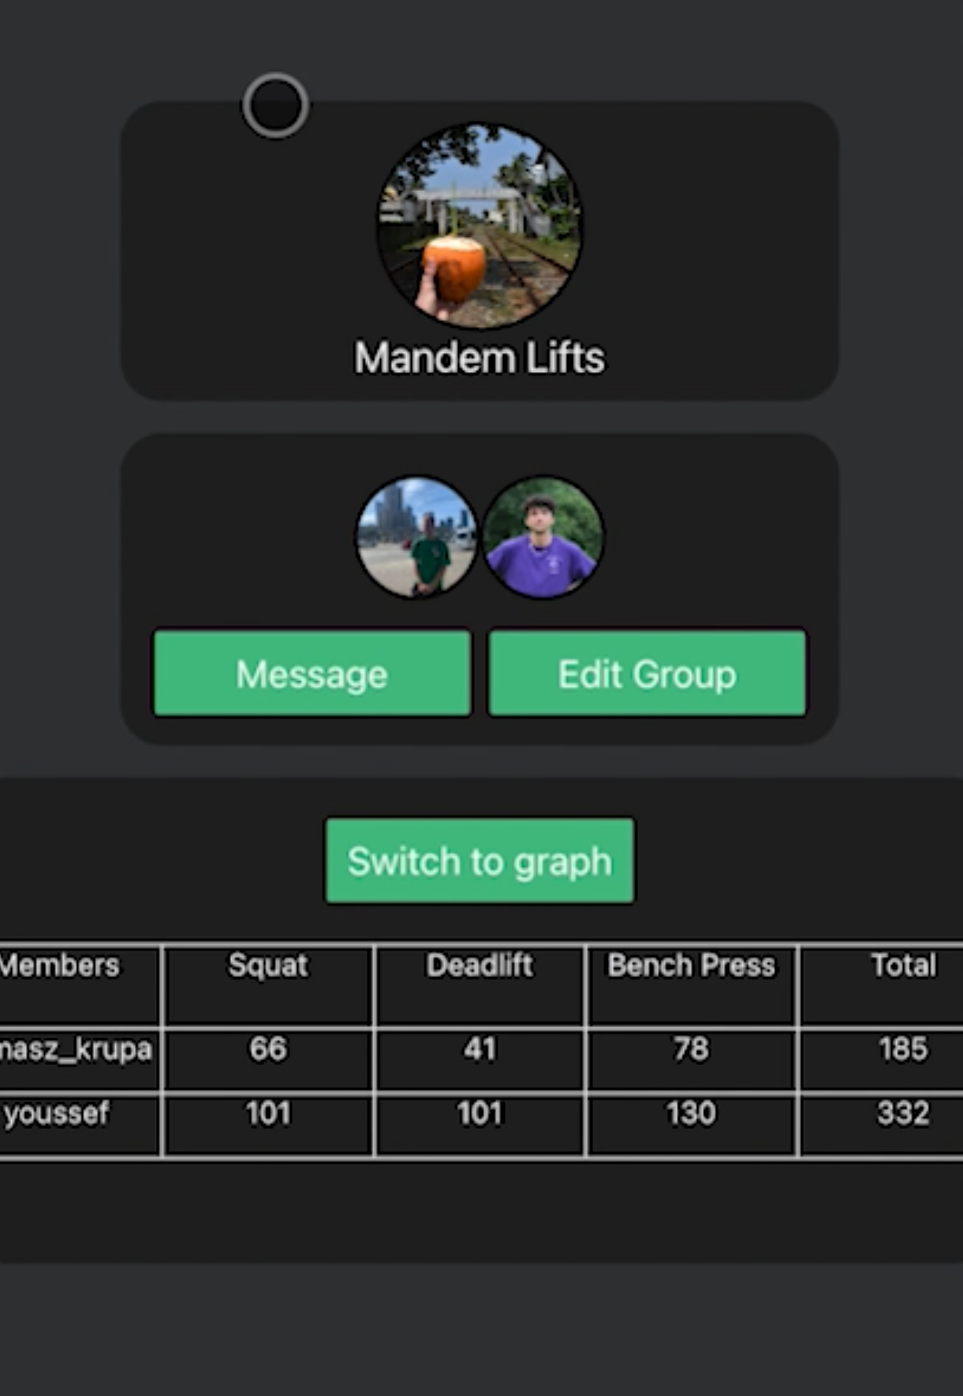 Mandem Lifts
Message Edit Group
Switch to graph
Members Squat Deadlift Bench Press Total
masz_krupa 66 41 78 185
youssef 101 101 130 332